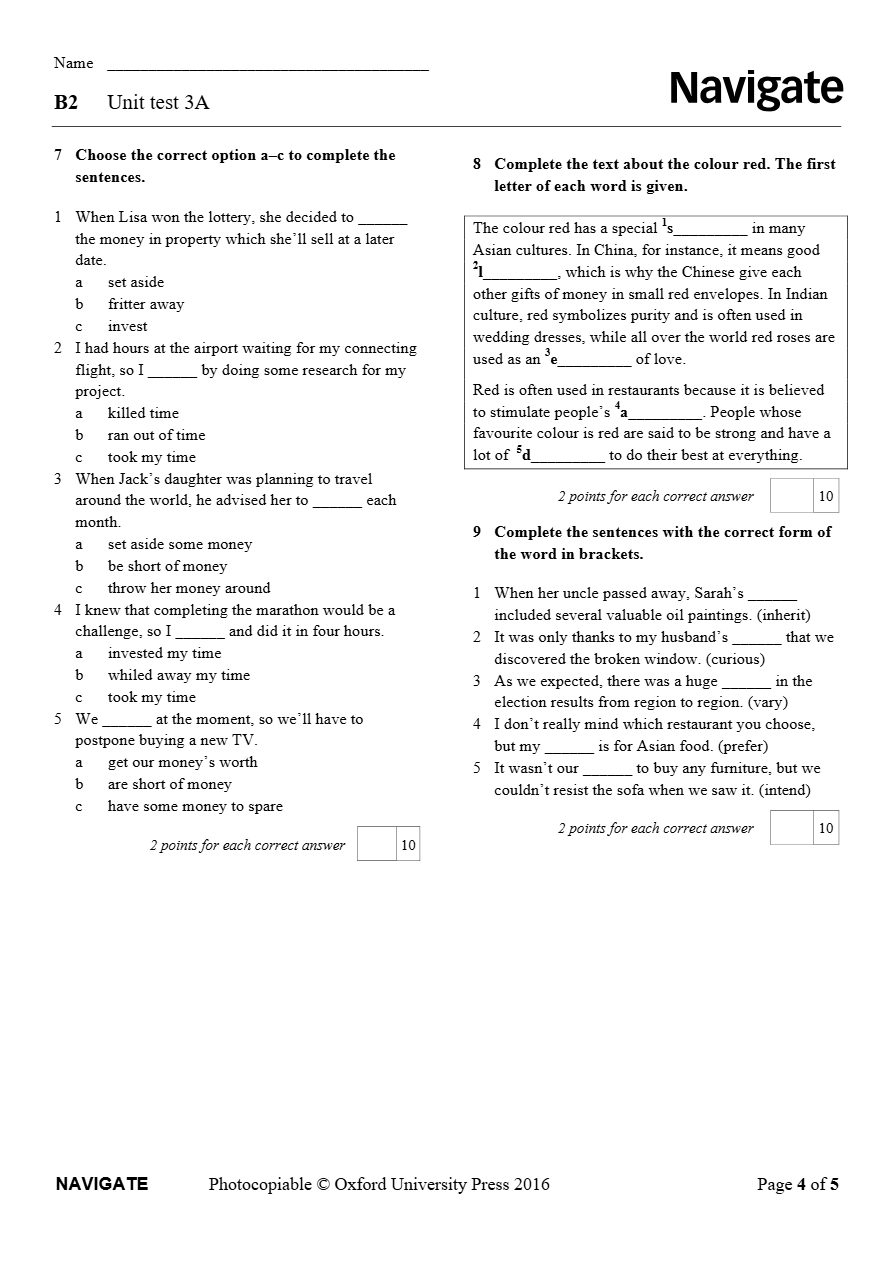 Name ________________________________________
Navigate
B2 Unit test 3A
7 Choose the correct option a–c to complete the
sentences.
1 When Lisa won the lottery, she decided to ______
the money in property which she’ll sell at a later
date.
a set aside
b fritter away
c invest
2 I had hours at the airport waiting for my connecting
flight, so I ______ by doing some research for my
project.
a killed time
b ran out of time
c took my time
3 When Jack’s daughter was planning to travel
around the world, he advised her to ______ each
month.
a set aside some money
b be short of money
c throw her money around
4 I knew that completing the marathon would be a
challenge, so I ______ and did it in four hours.
a invested my time
b whiled away my time
c took my time
5 We ______ at the moment, so we’ll have to
postpone buying a new TV.
a get our money’s worth
b are short of money
c have some money to spare
2 points for each correct answer 10
8 Complete the text about the colour red. The first
letter of each word is given.
The colour red has a special 1s_________ in many
Asian cultures. In China, for instance, it means good
2l_________, which is why the Chinese give each
other gifts of money in small red envelopes. In Indian
culture, red symbolizes purity and is often used in
wedding dresses, while all over the world red roses are
used as an 3e_________ of love.
Red is often used in restaurants because it is believed
to stimulate people’s 4a_________. People whose
favourite colour is red are said to be strong and have a
lot of 5d_________ to do their best at everything.
2 points for each correct answer 10
9 Complete the sentences with the correct form of
the word in brackets.
1 When her uncle passed away, Sarah’s ______
included several valuable oil paintings. (inherit)
2 It was only thanks to my husband’s ______ that we
discovered the broken window. (curious)
3 As we expected, there was a huge ______ in the
election results from region to region. (vary)
4 I don’t really mind which restaurant you choose,
but my ______ is for Asian food. (prefer)
5 It wasn’t our ______ to buy any furniture, but we
couldn’t resist the sofa when we saw it. (intend)
2 points for each correct answer 10
NAVIGATE Photocopiable © Oxford University Press 2016 Page 4 of 5